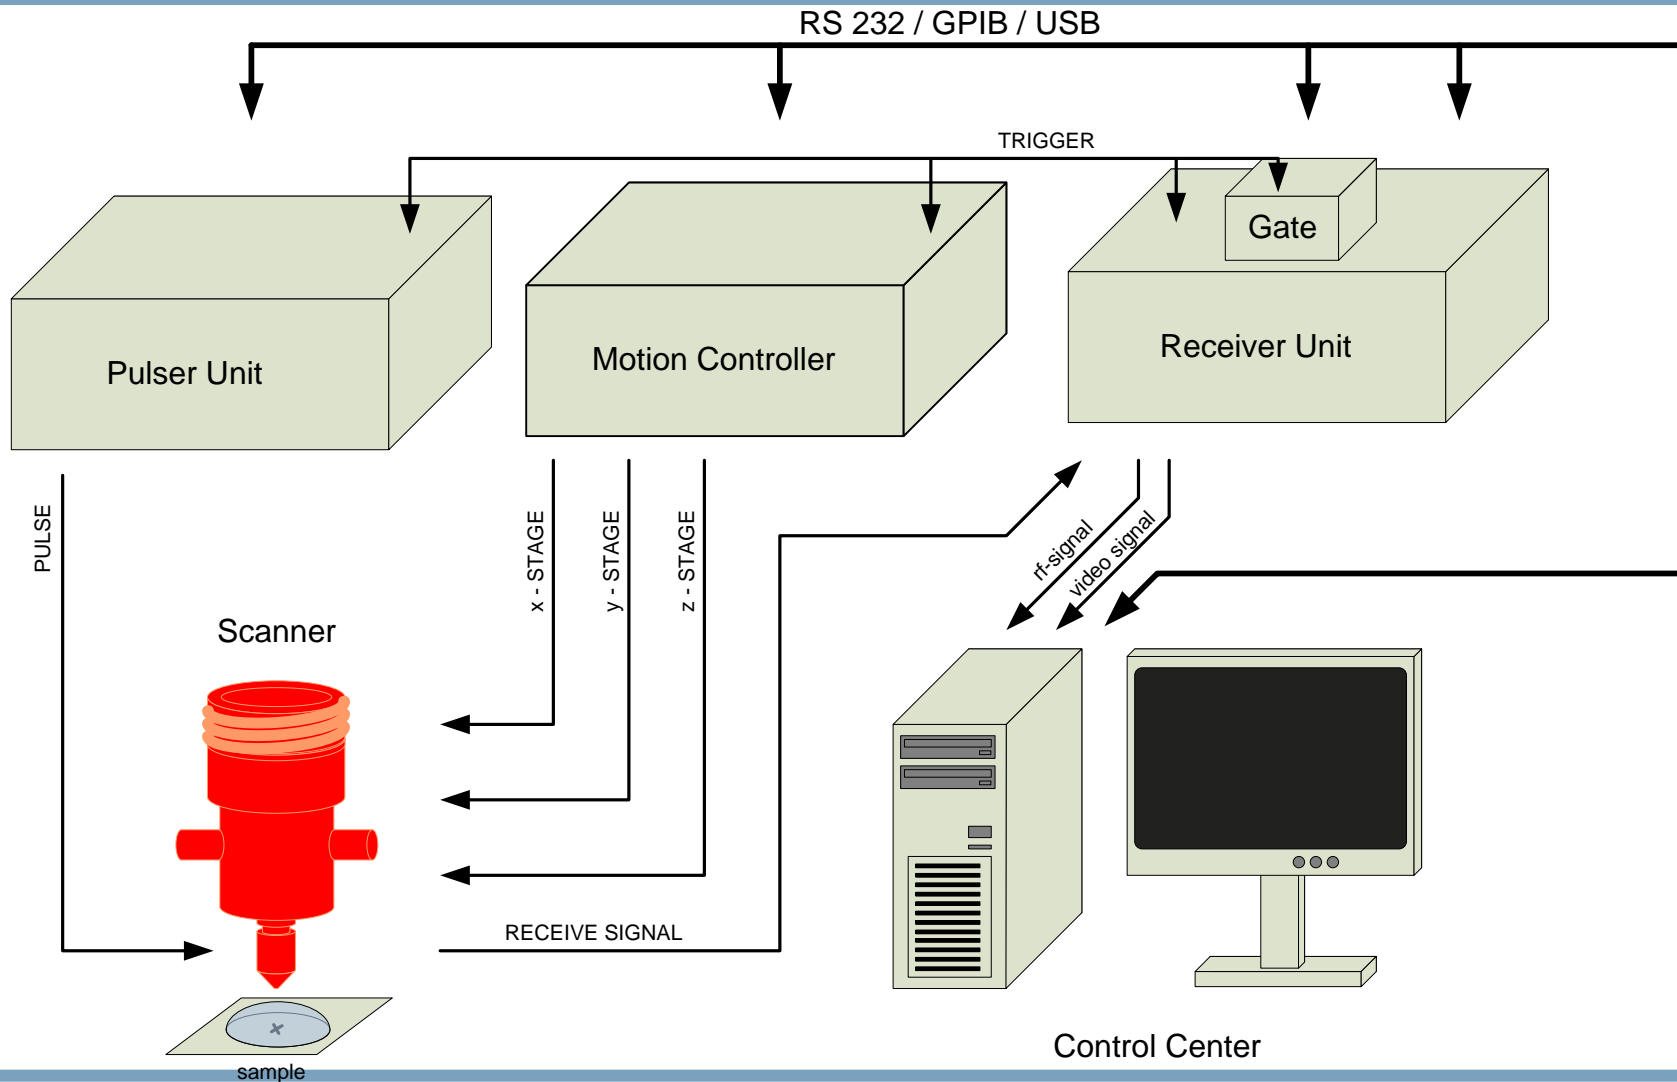 RS 232 / GPIB / USB
TRIGGER
Gate
Pulser Unit
Motion Controller
Receiver Unit
PULSE
x - STAGE
y - STAGE
z - STAGE
rf-signal
video signal
Scanner
RECEIVE SIGNAL
Control Center
sample